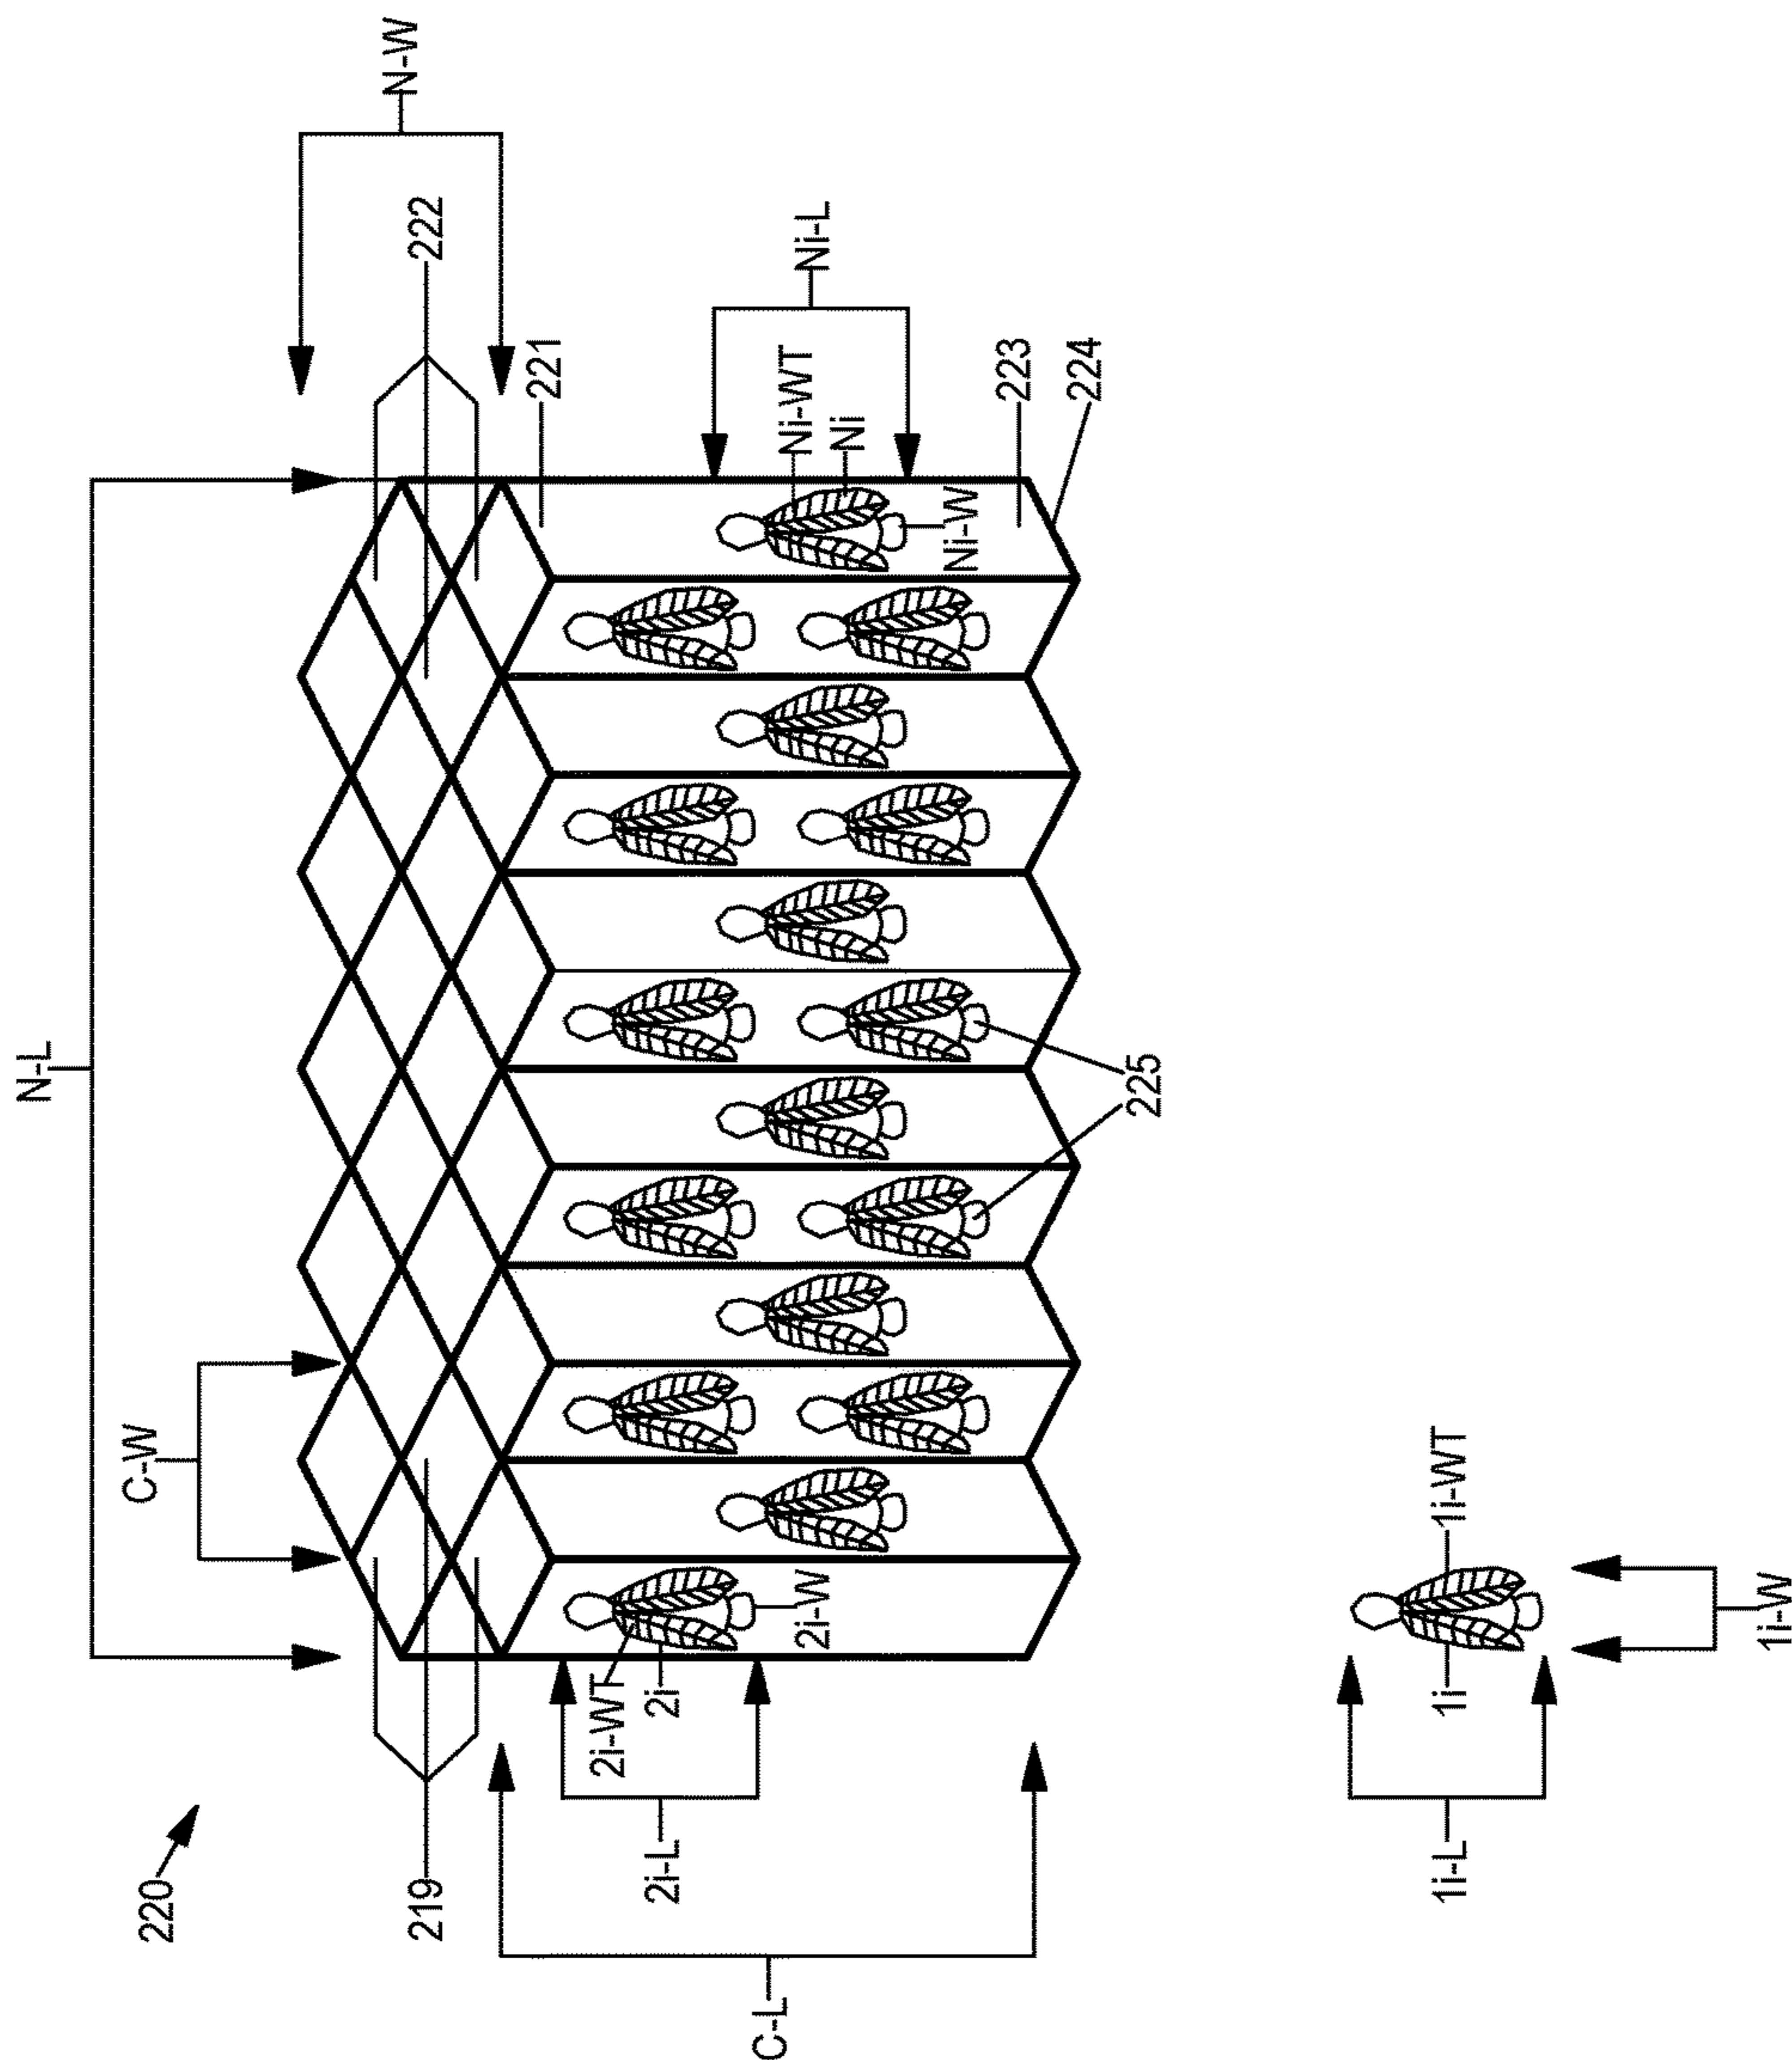 220
N-L
C-W
N-W
219
222
221
C-L
2i-L
2i-WT
2i
2i-W
Ni-L
Ni-WT
Ni
Ni-W
223
224
225
1i-L
1i
1i-WT
1i-W